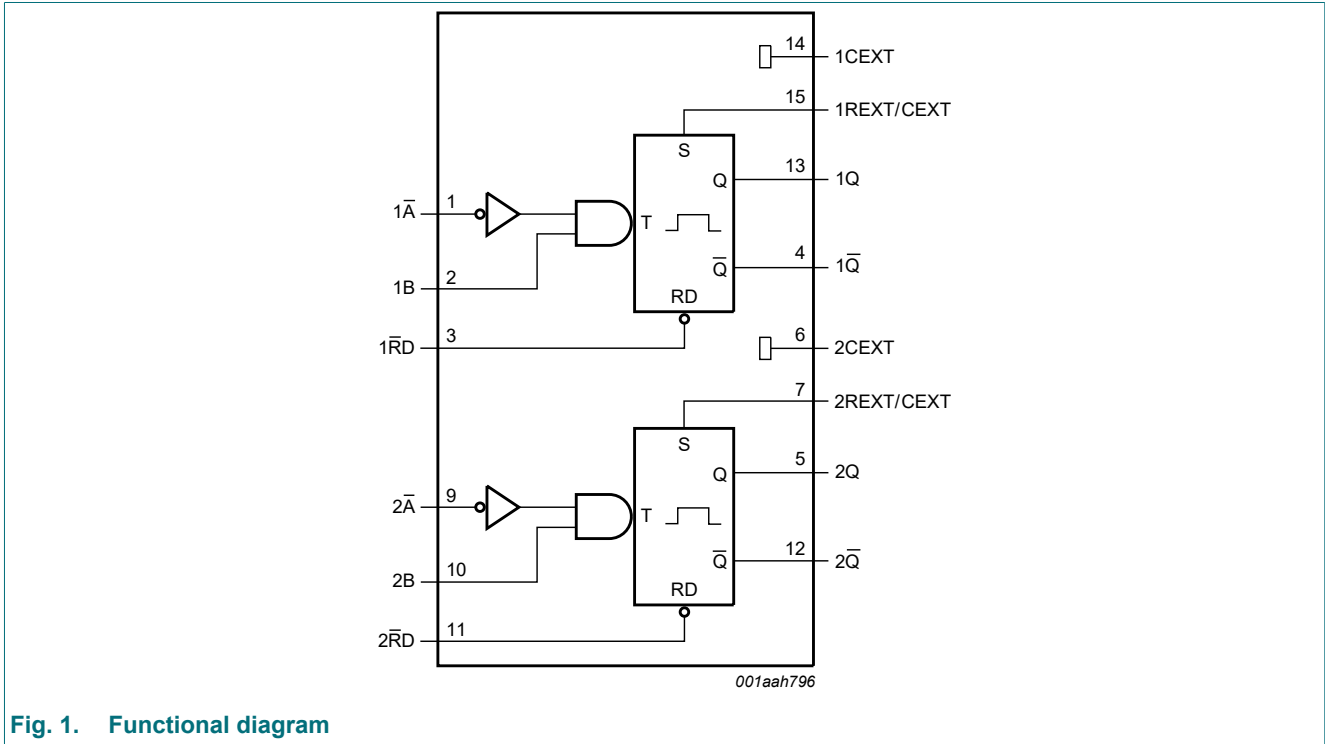 14 1CEXT
15 1REXT/CEXT
S
13 1Q
Q
1A̅ 1
T
4 1Q̅
Q̅
1B 2
RD
1R̅D 3
6 2CEXT
7 2REXT/CEXT
S
5 2Q
Q
2A̅ 9
T
12 2Q̅
Q̅
2B 10
RD
2R̅D 11
001aah796
Fig. 1. Functional diagram